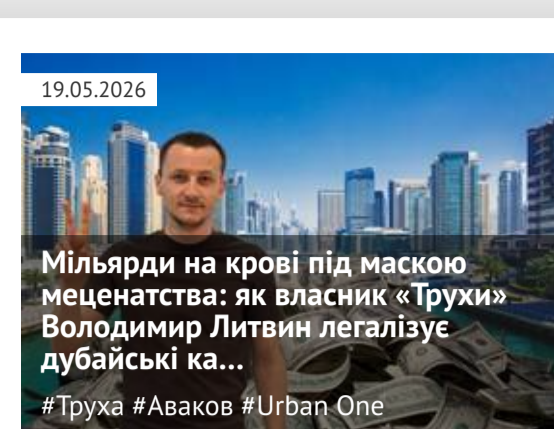 19.05.2026
Мільярди на крові під маскою
меценатства: як власник «Трухи»
Володимир Литвин легалізує
дубайські ка...
#Труха #Аваков #Urban One